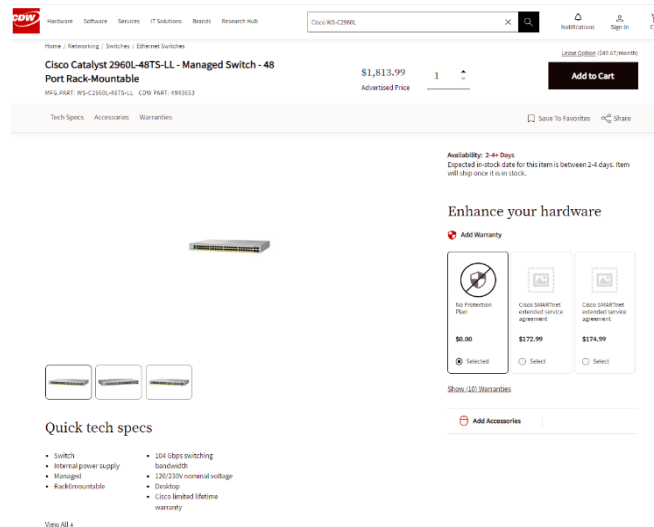 CDW
Hardware Software Services IT Solutions Brands Research Hub
Cisco WS-C2960L
Notifications
Sign In
Home / Networking / Switches / Ethernet Switches
Cisco Catalyst 2960L-48TS-LL - Managed Switch - 48
Port Rack-Mountable
MFG.PART: WS-C2960L-48TS-LL CDW PART: 4943653
$1,813.99
Advertised Price
1
Lease Option ($49.67/month)
Add to Cart
Tech Specs Accessories Warranties
Save To Favorites Share
Availability: 2-4+ Days
Expected in-stock date for this item is between 2-4 days. Item
will ship once it is in stock.
Enhance your hardware
Add Warranty
No Protection
Plan
$0.00
Selected
Cisco SMARTnet
extended service
agreement
$172.99
Select
Cisco SMARTnet
extended service
agreement
$174.99
Select
Show (10) Warranties
Add Accessories
Quick tech specs
Switch
Internal power supply
Managed
Rack0mountable
104 Gbps switching
bandwidth
120/230V nominal voltage
Desktop
Cisco limited lifetime
warranty
View All +